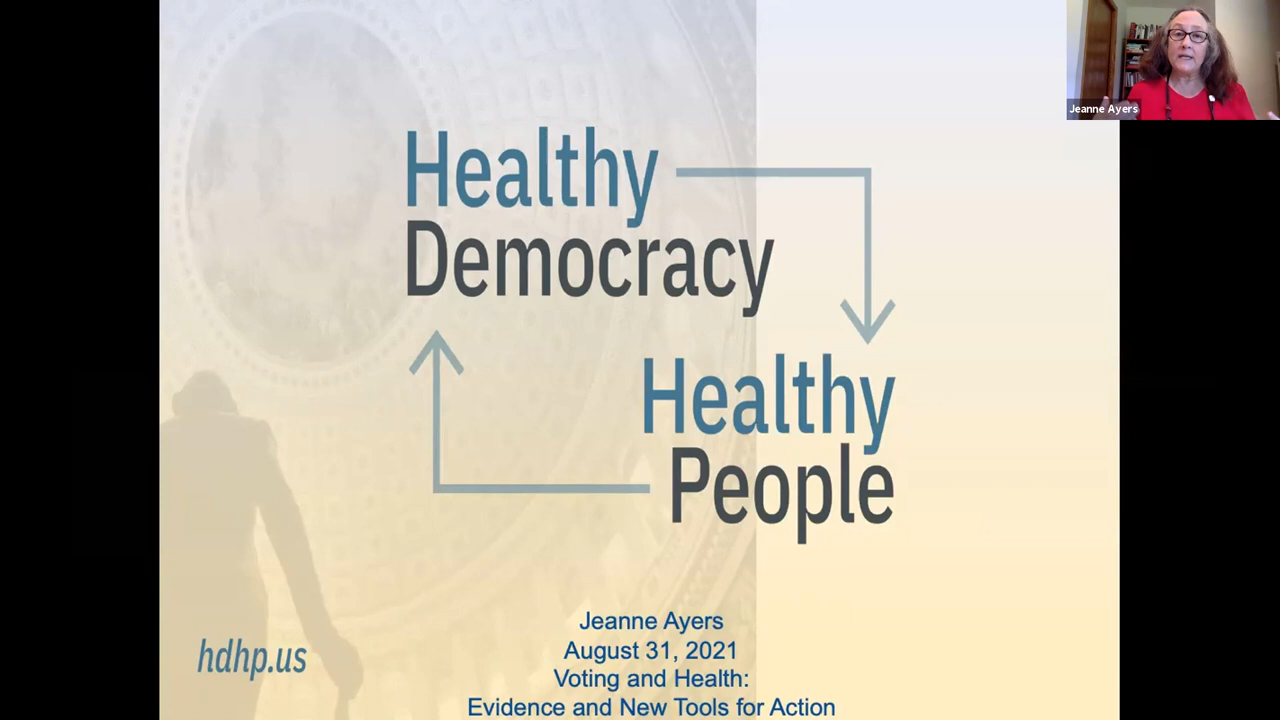 Jeanne Ayers
Healthy
Democracy
Healthy
People
hdhp.us
Jeanne Ayers
August 31, 2021
Voting and Health:
Evidence and New Tools for Action